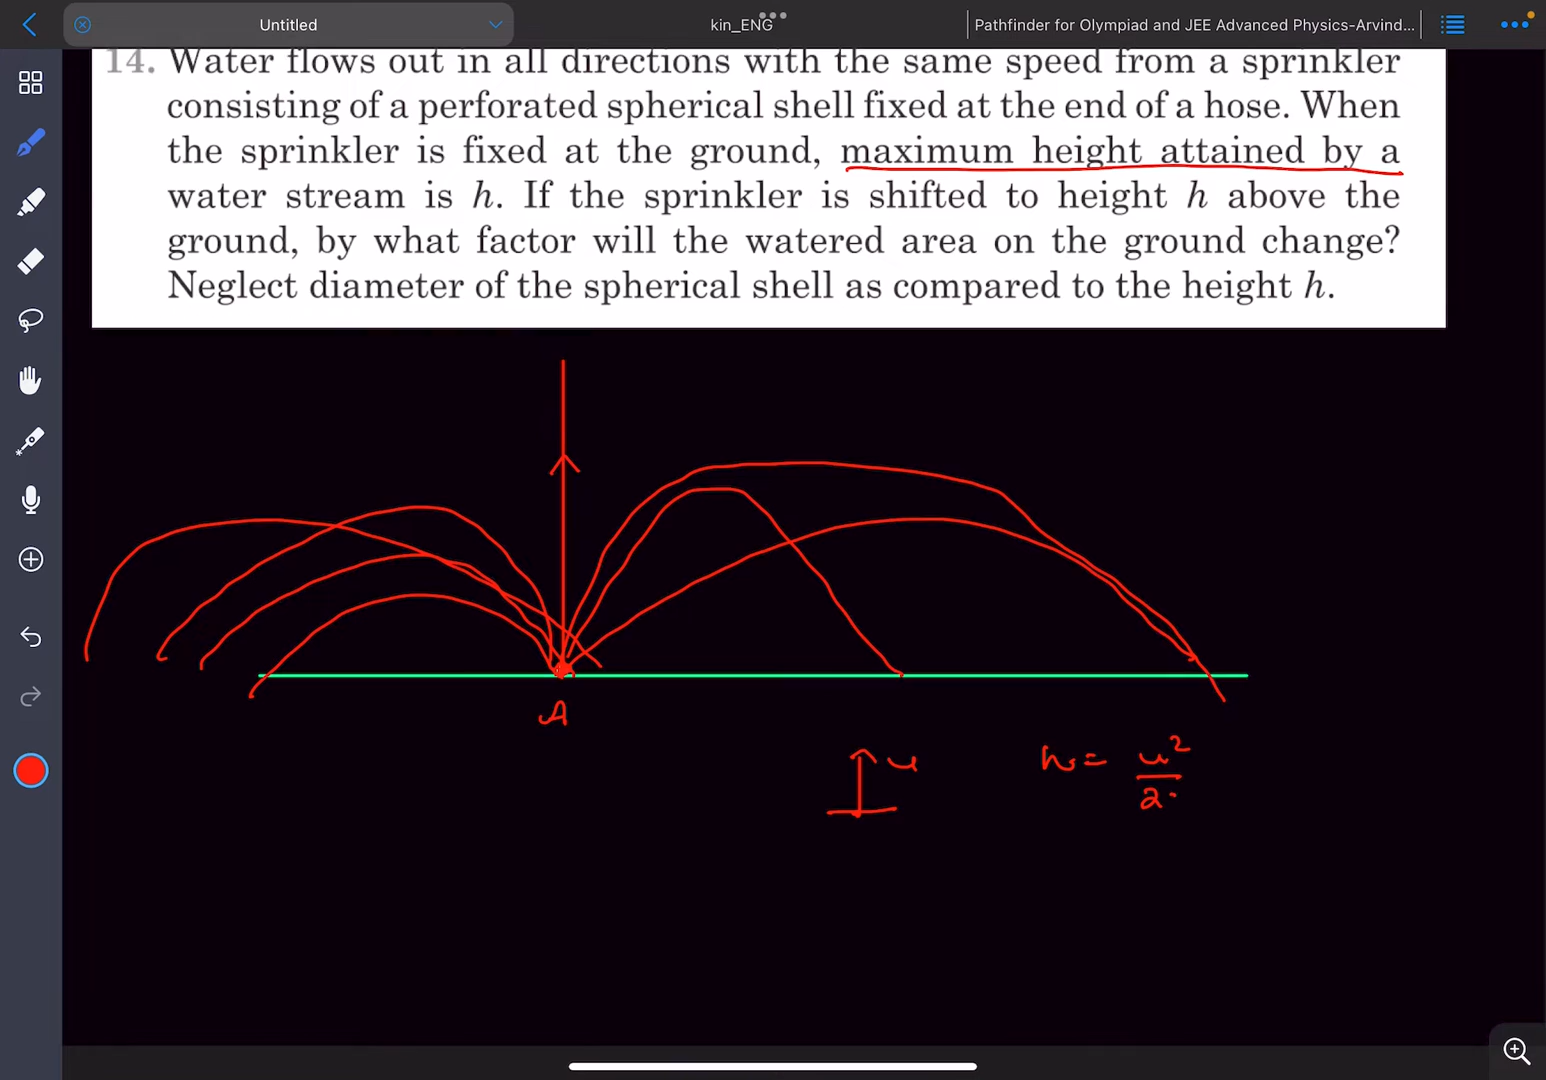 Untitled
kin_ENG
Pathfinder for Olympiad and JEE Advanced Physics-Arvind...
14. Water flows out in all directions with the same speed from a sprinkler
consisting of a perforated spherical shell fixed at the end of a hose. When
the sprinkler is fixed at the ground, maximum height attained by a
water stream is h. If the sprinkler is shifted to height h above the
ground, by what factor will the watered area on the ground change?
Neglect diameter of the spherical shell as compared to the height h.
A
u
h = u²/2